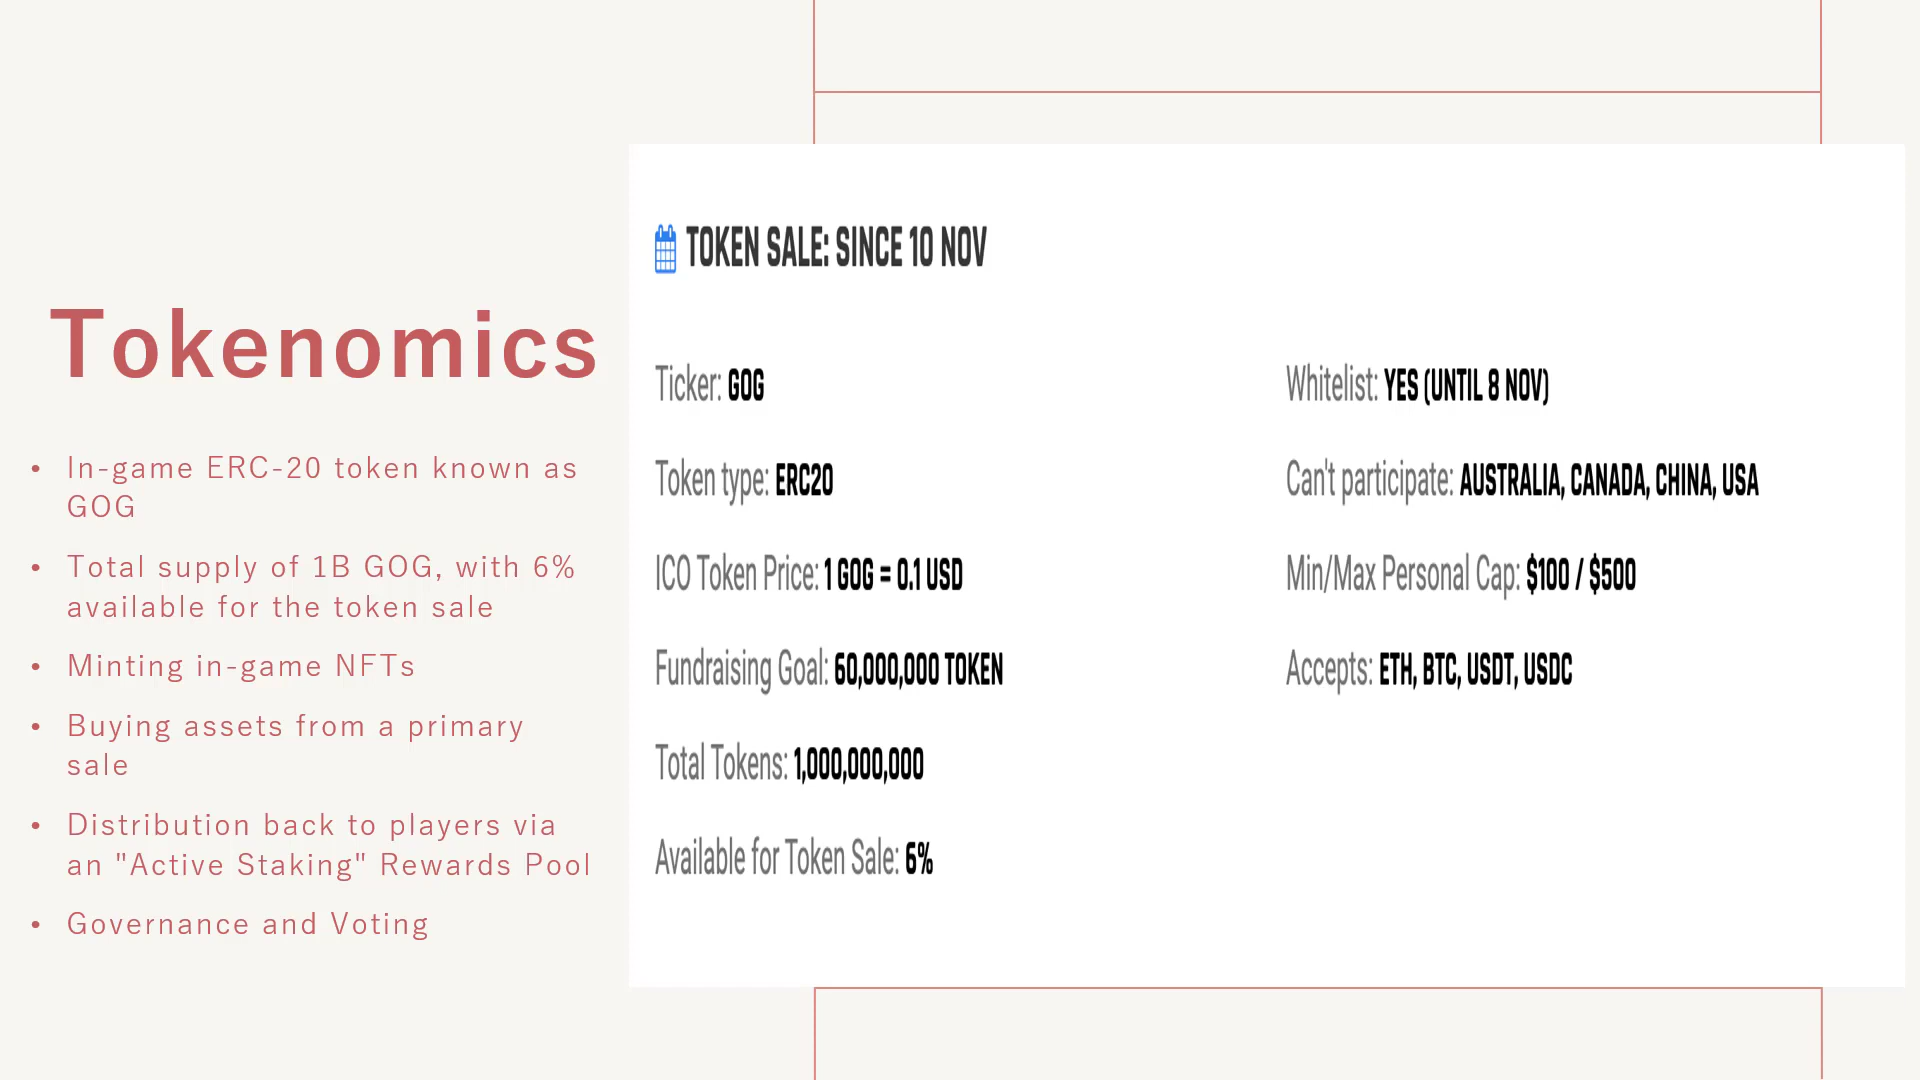 Tokenomics
• In-game ERC-20 token known as
GOG
• Total supply of 1B GOG, with 6%
available for the token sale
• Minting in-game NFTs
• Buying assets from a primary
sale
• Distribution back to players via
an "Active Staking" Rewards Pool
• Governance and Voting
TOKEN SALE: SINCE 10 NOV
Ticker: GOG
Token type: ERC20
ICO Token Price: 1 GOG = 0.1 USD
Fundraising Goal: 60,000,000 TOKEN
Total Tokens: 1,000,000,000
Available for Token Sale: 6%
Whitelist: YES (UNTIL 8 NOV)
Can't participate: AUSTRALIA, CANADA, CHINA, USA
Min/Max Personal Cap: $100 / $500
Accepts: ETH, BTC, USDT, USDC